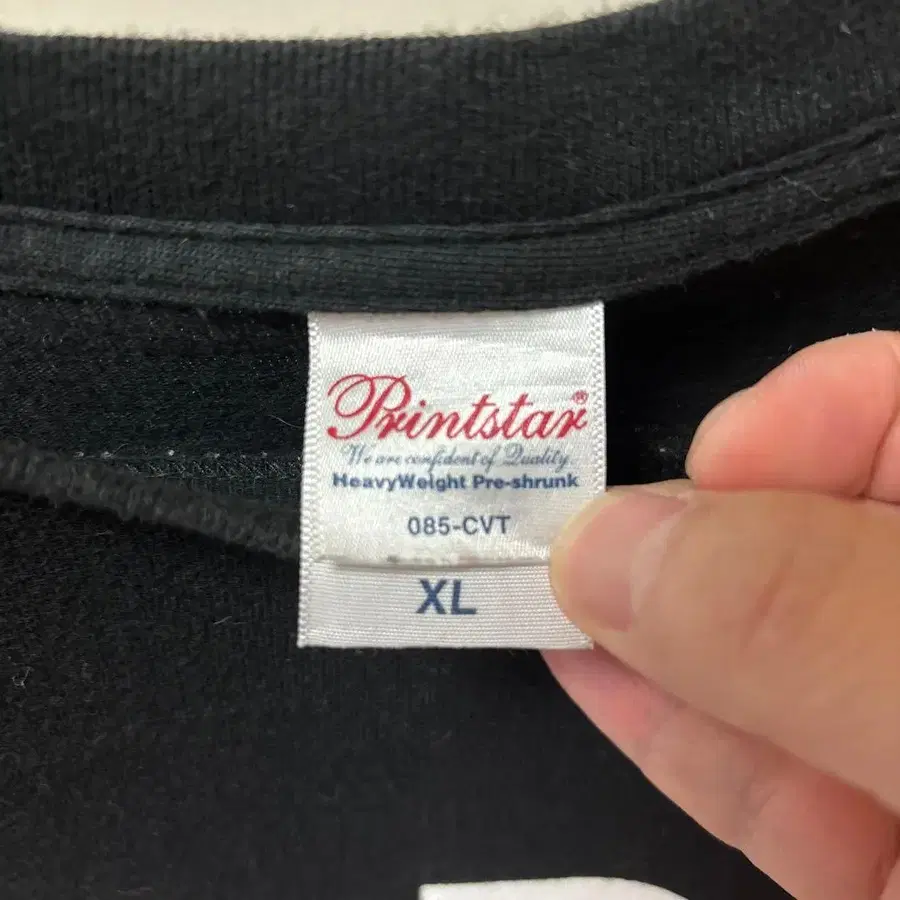 Printstar®
We are confident of Quality
HeavyWeight Pre-shrunk
085-CVT
XL